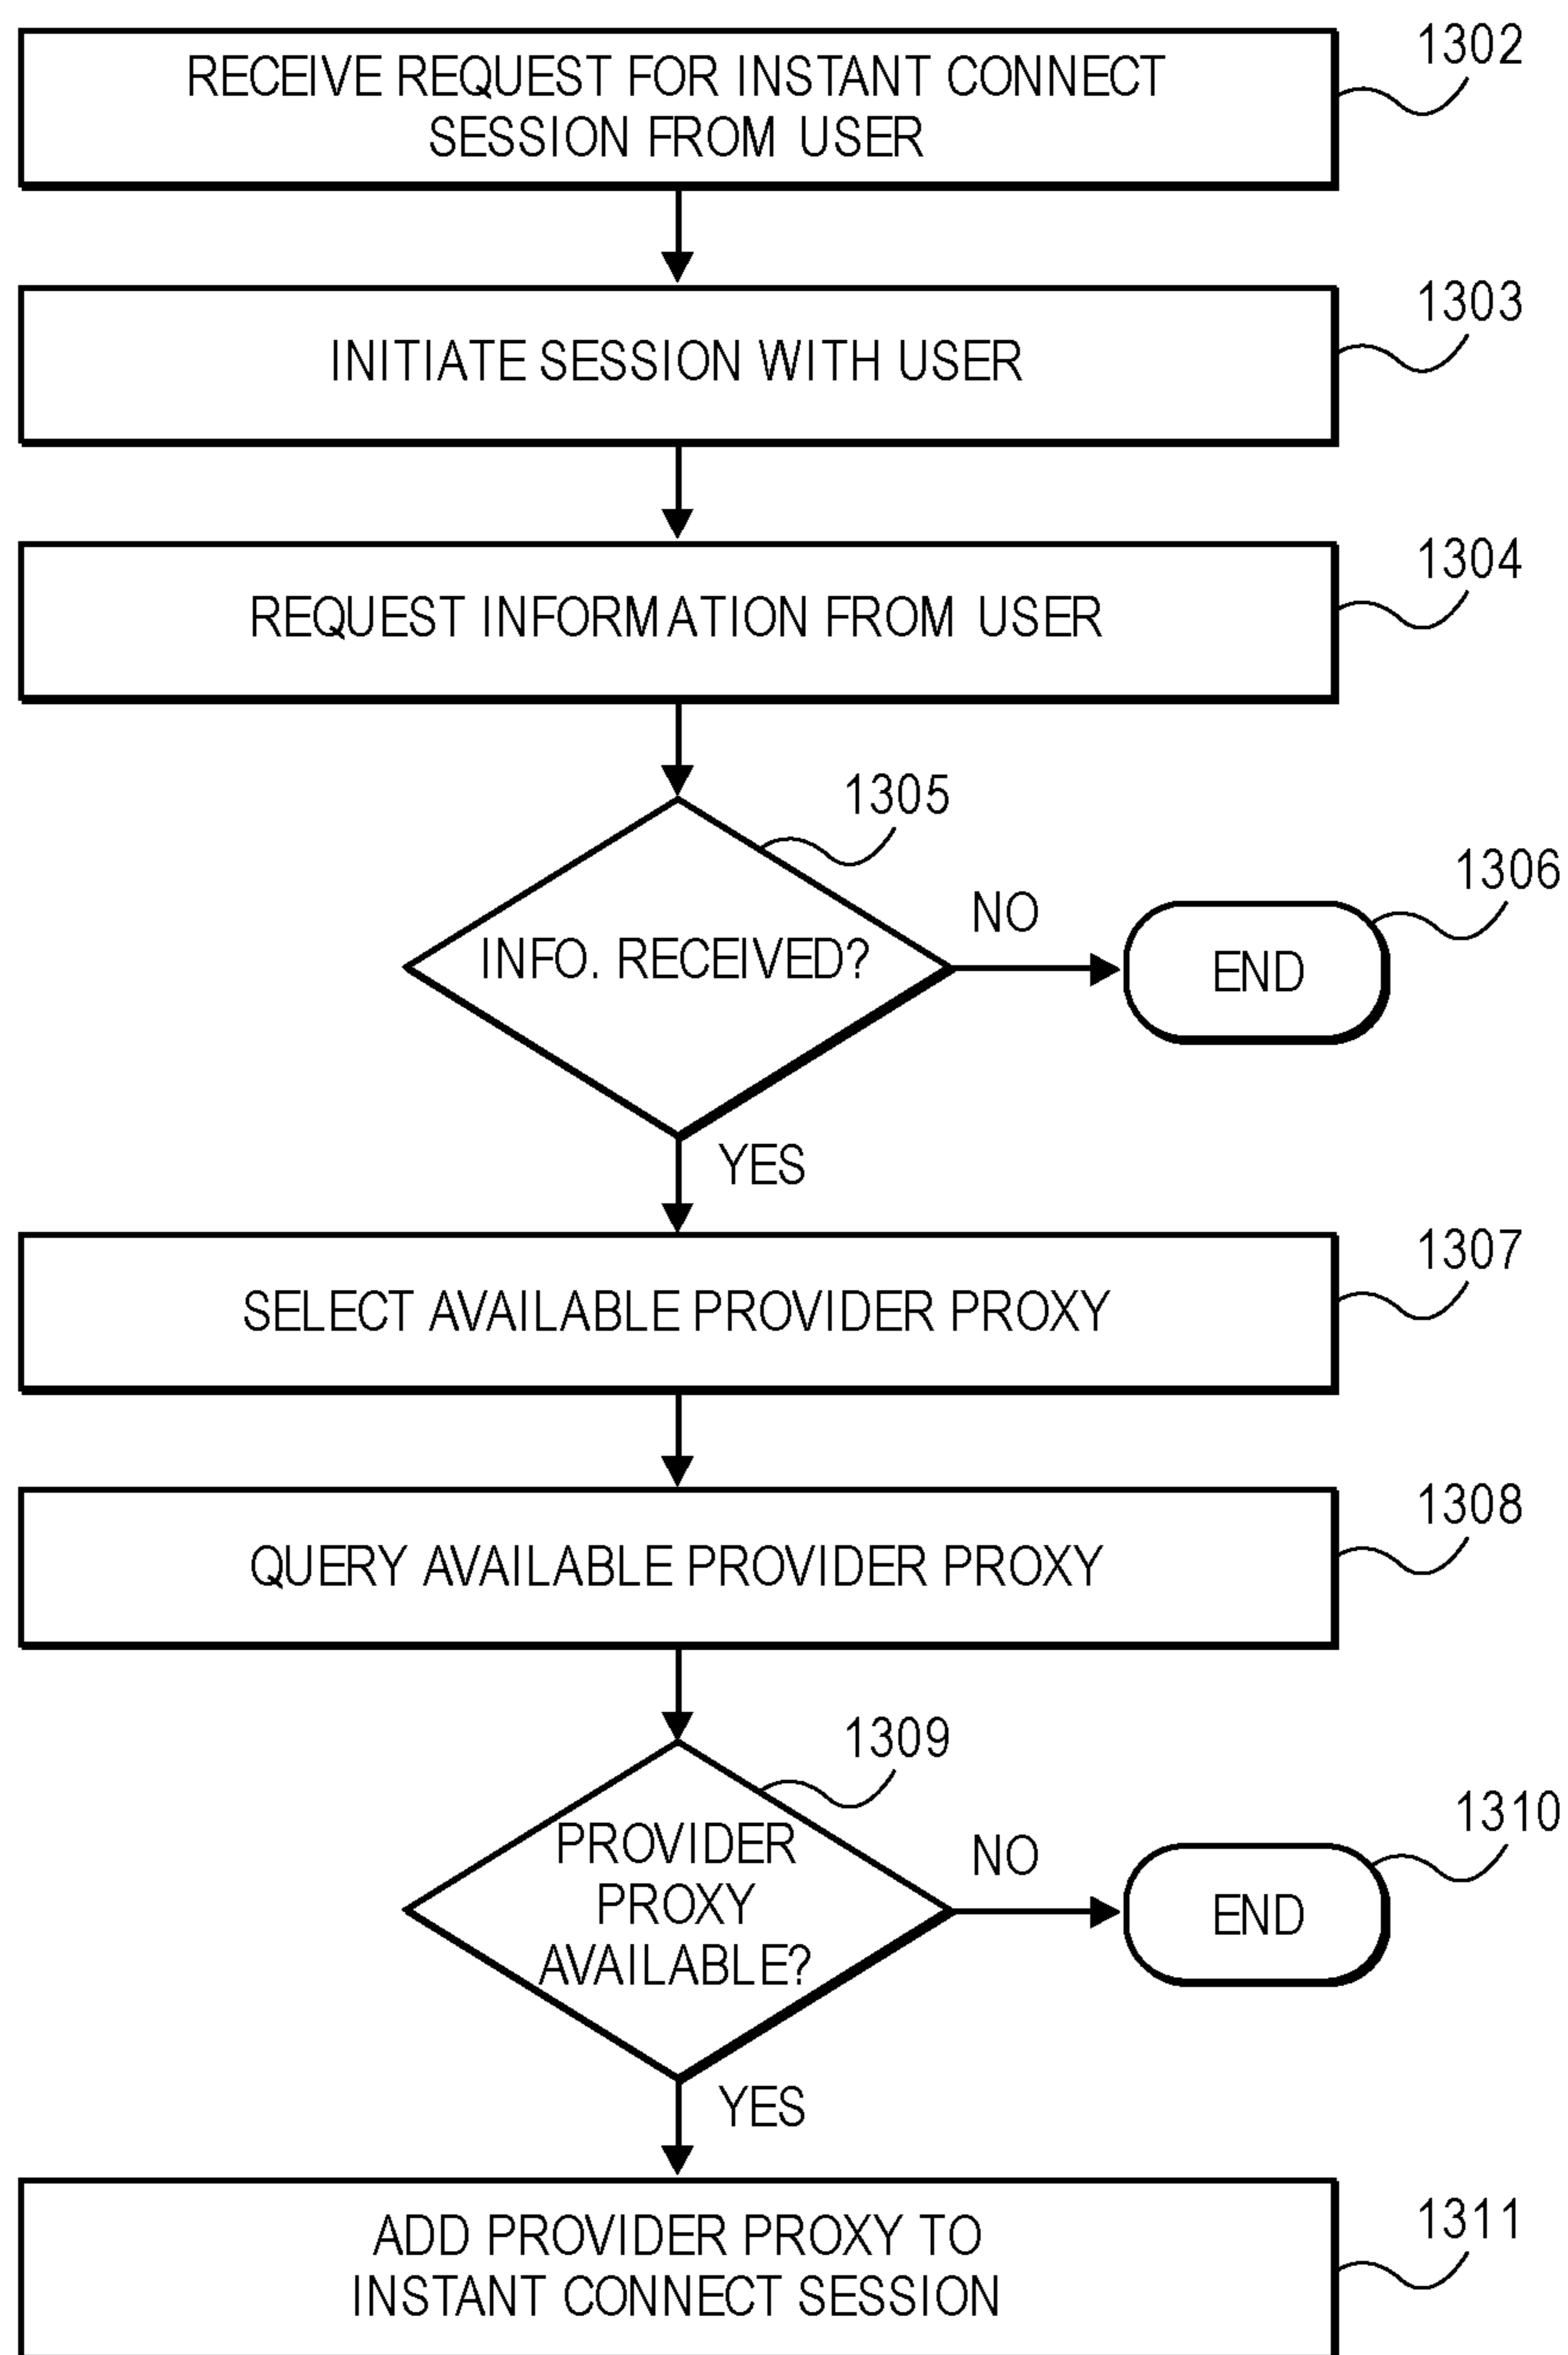 RECEIVE REQUEST FOR INSTANT CONNECT
SESSION FROM USER
1302
INITIATE SESSION WITH USER
1303
REQUEST INFORMATION FROM USER
1304
1305
INFO. RECEIVED?
NO
1306
END
YES
SELECT AVAILABLE PROVIDER PROXY
1307
QUERY AVAILABLE PROVIDER PROXY
1308
1309
PROVIDER
PROXY
AVAILABLE?
NO
1310
END
YES
ADD PROVIDER PROXY TO
INSTANT CONNECT SESSION
1311